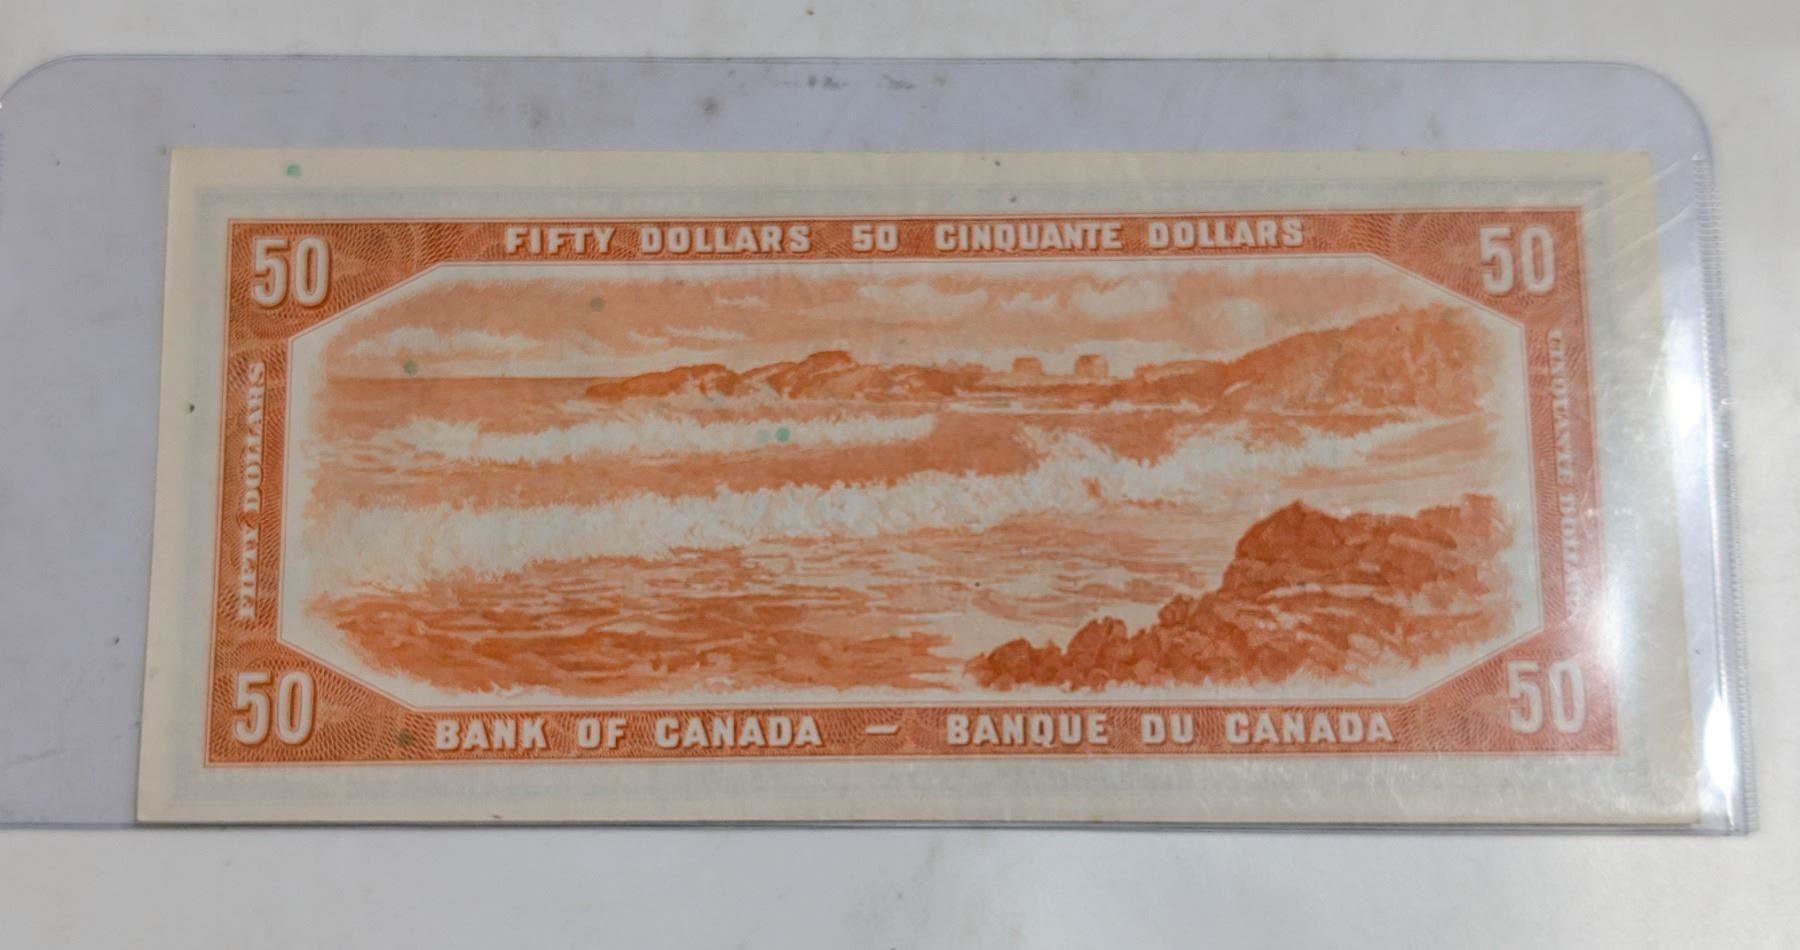 50 FIFTY DOLLARS 50 CINQUANTE DOLLARS 50
FIFTY DOLLARS
CINQUANTE DOLLARS
50 BANK OF CANADA — BANQUE DU CANADA 50